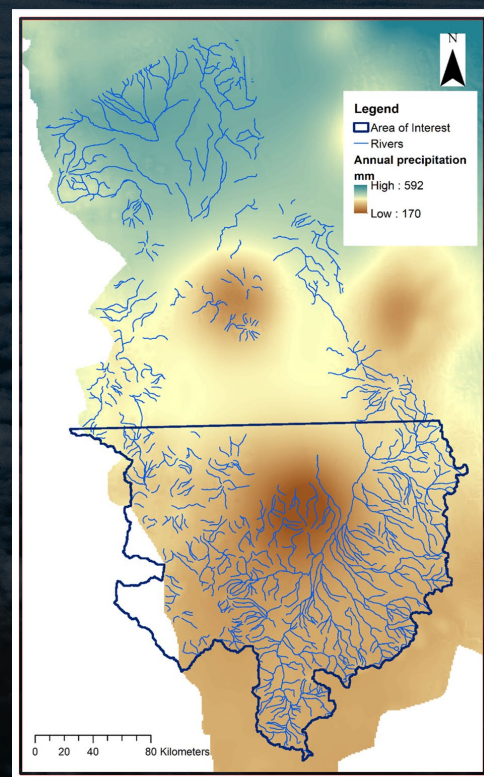 N
Legend
Area of Interest
Rivers
Annual precipitation
mm
High : 592
Low : 170
0 20 40 80 Kilometers